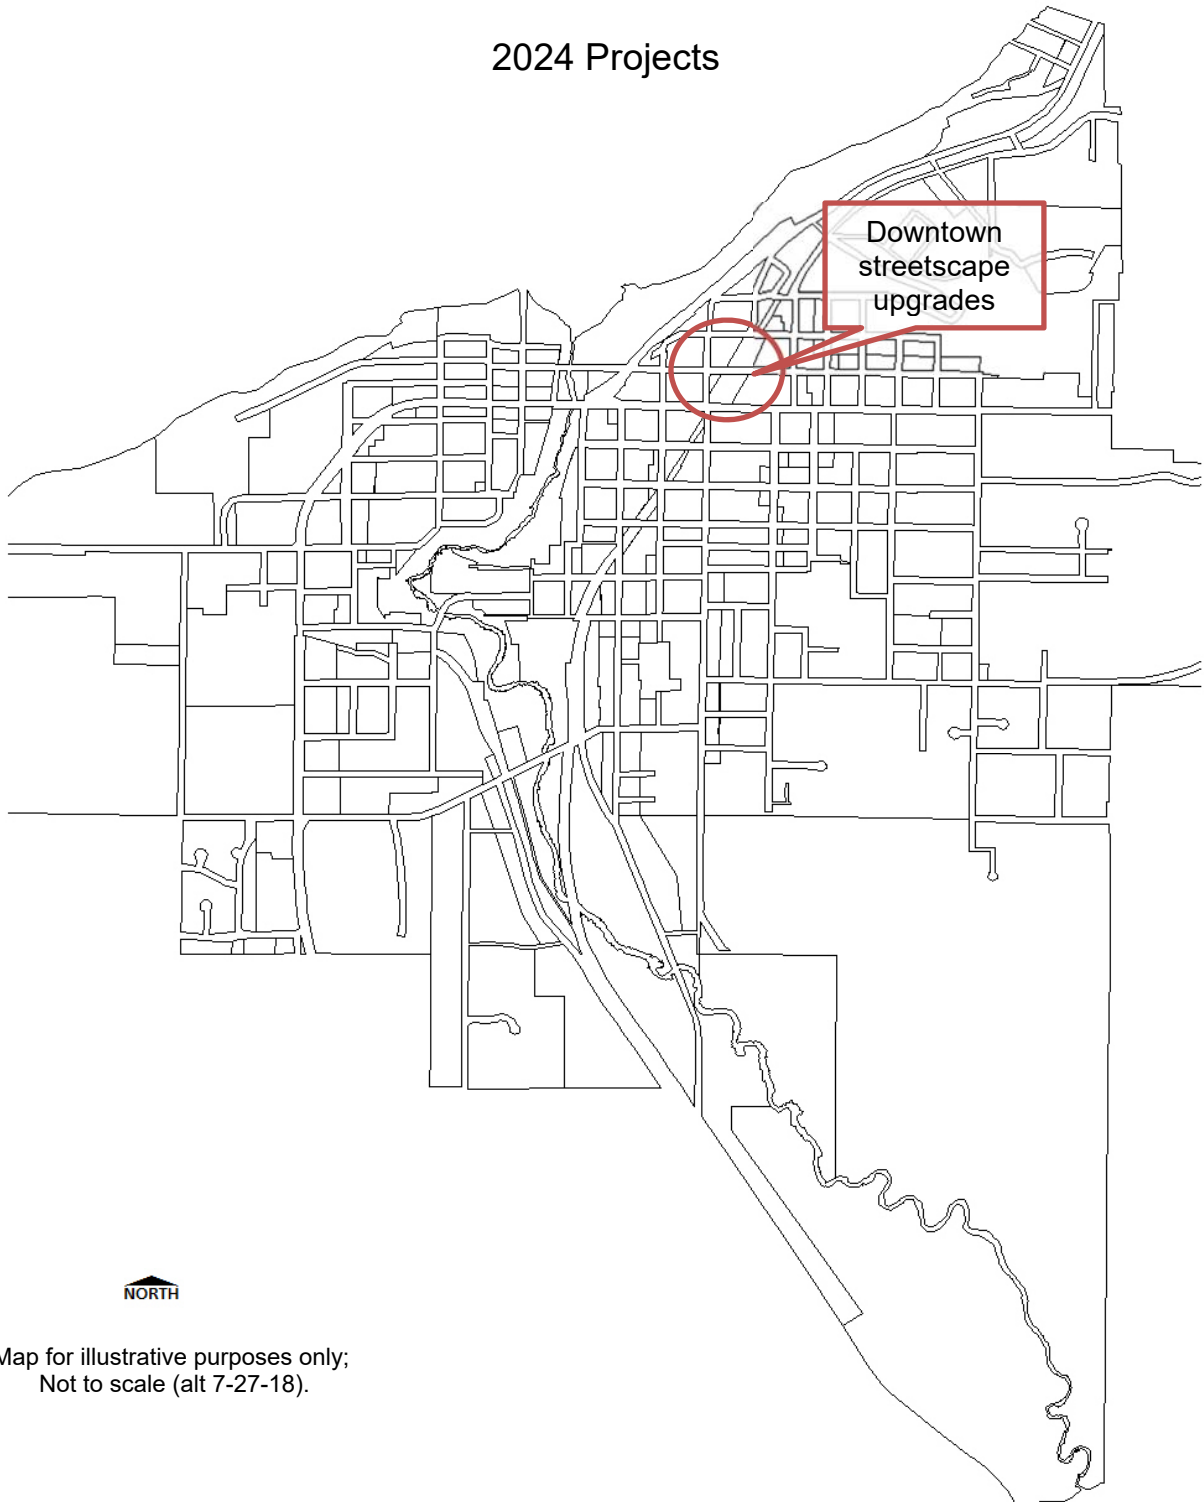 2024 Projects
Downtown
streetscape
upgrades
NORTH
Map for illustrative purposes only;
Not to scale (alt 7-27-18).